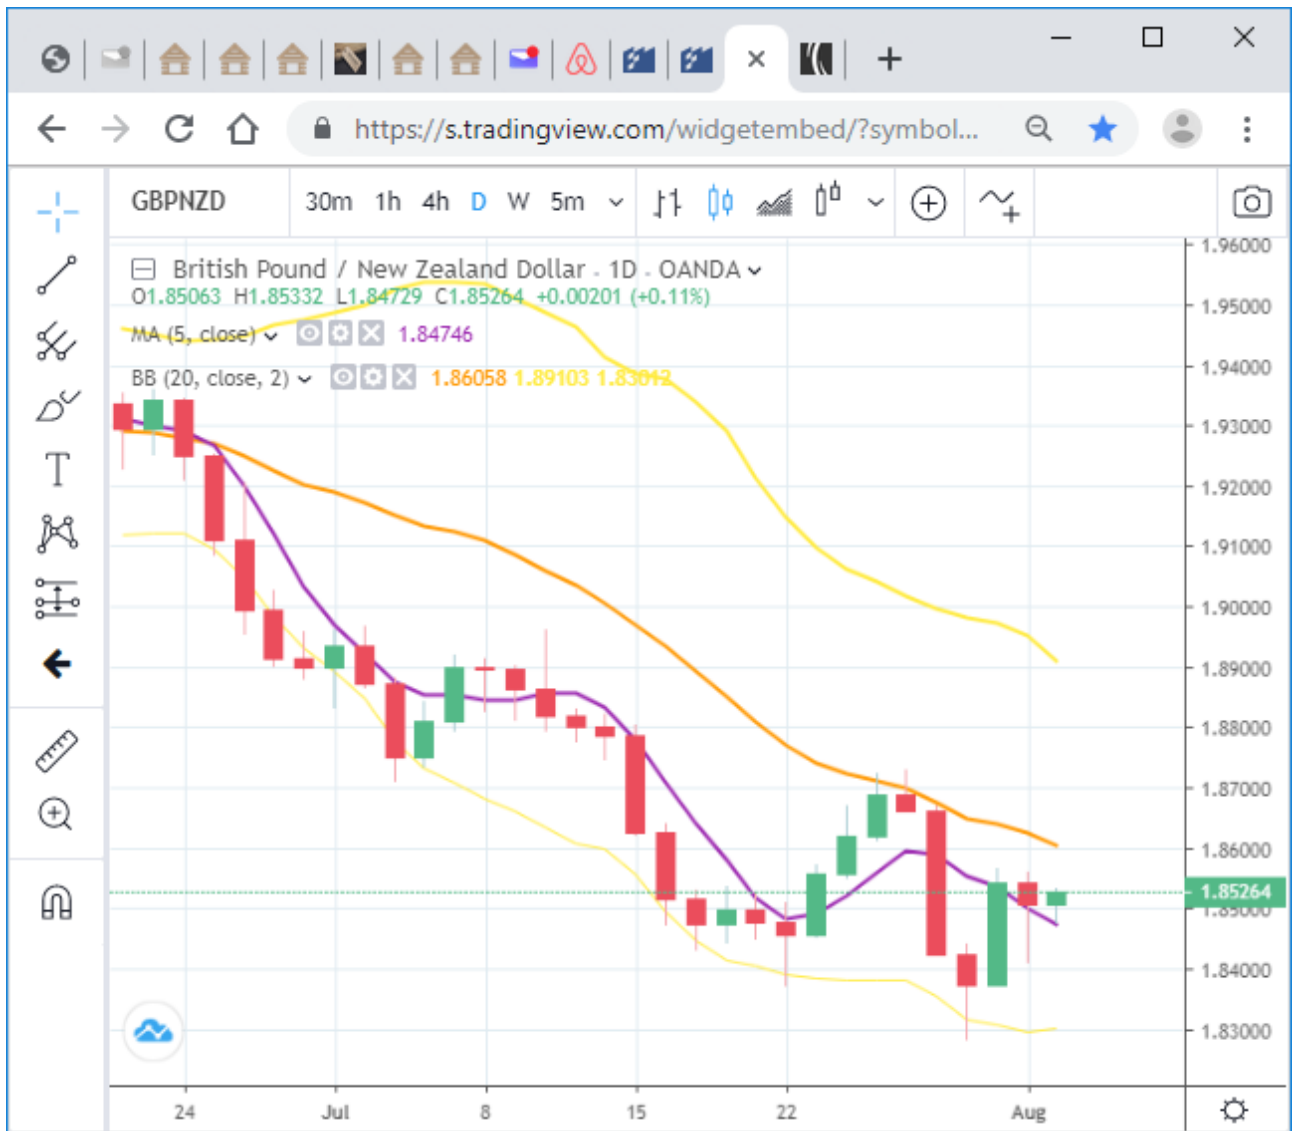 https://s.tradingview.com/widgetembed/?symbol...
GBPNZD 30m 1h 4h D W 5m
British Pound / New Zealand Dollar - 1D - OANDA
O1.85063 H1.85332 L1.84729 C1.85264 +0.00201 (+0.11%)
MA (5, close) 1.84746
BB (20, close, 2) 1.86058 1.89103 1.83012
1.96000
1.95000
1.94000
1.93000
1.92000
1.91000
1.90000
1.89000
1.88000
1.87000
1.86000
1.85264
1.85000
1.84000
1.83000
24 Jul 8 15 22 Aug